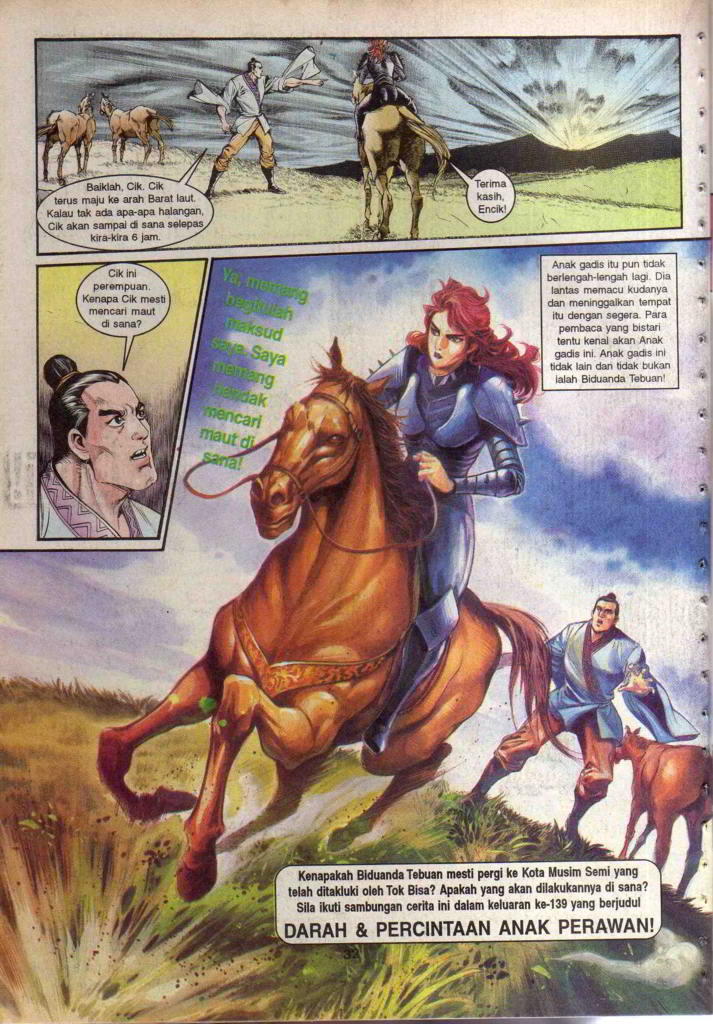 Baiklah, Cik. Cik
terus maju ke arah Barat laut.
Kalau tak ada apa-apa halangan,
Cik akan sampai di sana selepas
kira-kira 6 jam.
Terima
kasih,
Encik!
Cik ini
perempuan.
Kenapa Cik mesti
mencari maut
di sana?
Ya, memang
begitulah
maksud
saya. Saya
memang
hendak
mencari
maut di
sana!
Anak gadis itu pun tidak
berlengah-lengah lagi. Dia
lantas memacu kudanya
dan meninggalkan tempat
itu dengan segera. Para
pembaca yang bistari
tentu kenal akan Anak
gadis ini. Anak gadis ini
tidak lain dan tidak bukan
ialah Biduanda Tebuan!
Kenapakah Biduanda Tebuan mesti pergi ke Kota Musim Semi yang
telah ditakluki oleh Tok Bisa? Apakah yang akan dilakukannya di sana?
Sila ikuti sambungan cerita ini dalam keluaran ke-139 yang berjudul
DARAH & PERCINTAAN ANAK PERAWAN!
32